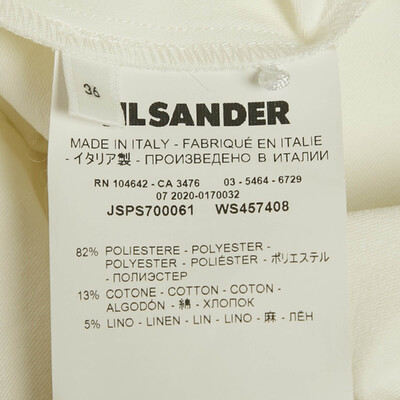 36
JILSANDER
MADE IN ITALY - FABRIQUÉ EN ITALIE
- イタリア製 - ПРОИЗВЕДЕНО В ИТАЛИИ
RN 104642 - CA 3476 03 - 5464 - 6729
07 2020-0170032
JSPS700061 WS457408
82% POLIESTERE - POLYESTER -
POLYESTER - POLIÉSTER - ポリエステル
- ПОЛИЭСТЕР
13% COTONE - COTTON - COTON -
ALGODÓN - 綿 - ХЛОПОК
5% LINO - LINEN - LIN - LINO - 麻 - ЛЁН